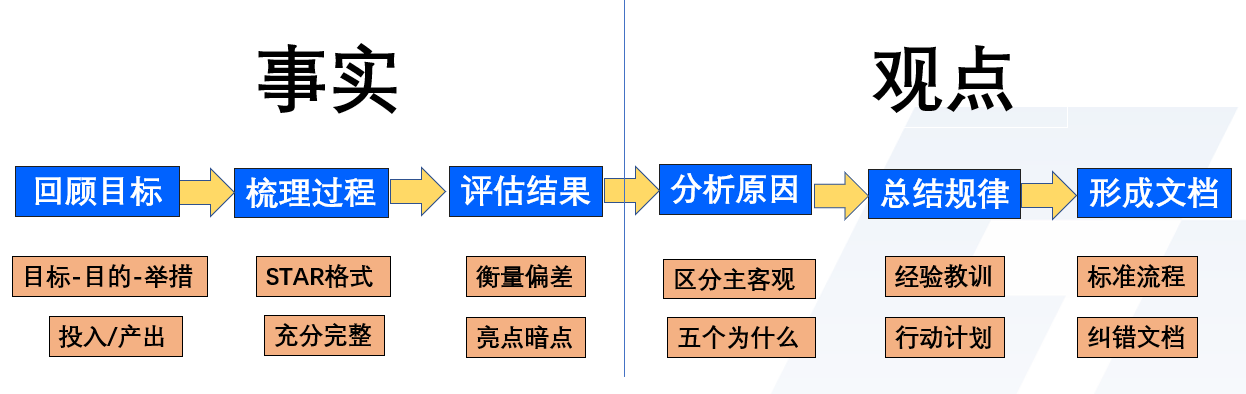 事实
观点
回顾目标
梳理过程
评估结果
分析原因
总结规律
形成文档
目标-目的-举措
STAR格式
衡量偏差
区分主客观
经验教训
标准流程
投入/产出
充分完整
亮点暗点
五个为什么
行动计划
纠错文档